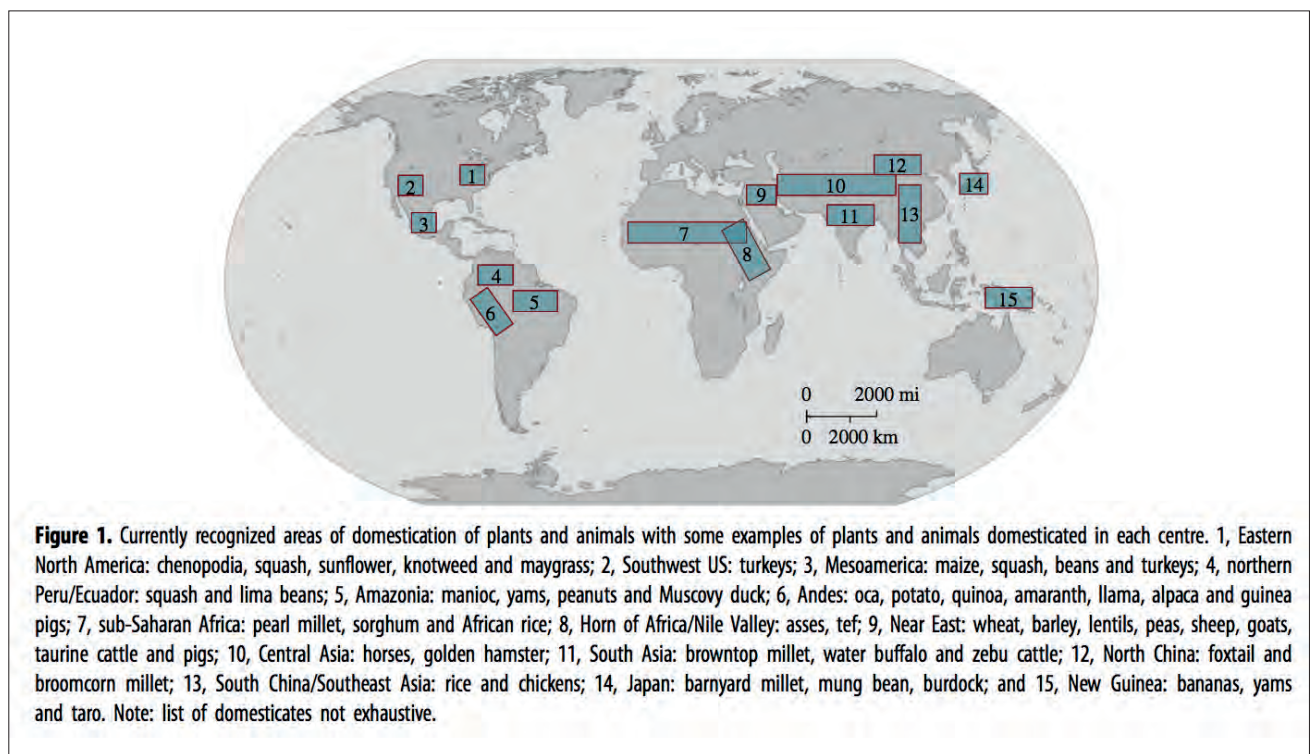 1
2
3
4
5
6
7
8
9
10
11
12
13
14
15
0 2000 mi
0 2000 km
Figure 1. Currently recognized areas of domestication of plants and animals with some examples of plants and animals domesticated in each centre. 1, Eastern
North America: chenopodia, squash, sunflower, knotweed and maygrass; 2, Southwest US: turkeys; 3, Mesoamerica: maize, squash, beans and turkeys; 4, northern
Peru/Ecuador: squash and lima beans; 5, Amazonia: manioc, yams, peanuts and Muscovy duck; 6, Andes: oca, potato, quinoa, amaranth, llama, alpaca and guinea
pigs; 7, sub-Saharan Africa: pearl millet, sorghum and African rice; 8, Horn of Africa/Nile Valley: asses, tef; 9, Near East: wheat, barley, lentils, peas, sheep, goats,
taurine cattle and pigs; 10, Central Asia: horses, golden hamster; 11, South Asia: browntop millet, water buffalo and zebu cattle; 12, North China: foxtail and
broomcorn millet; 13, South China/Southeast Asia: rice and chickens; 14, Japan: barnyard millet, mung bean, burdock; and 15, New Guinea: bananas, yams
and taro. Note: list of domesticates not exhaustive.